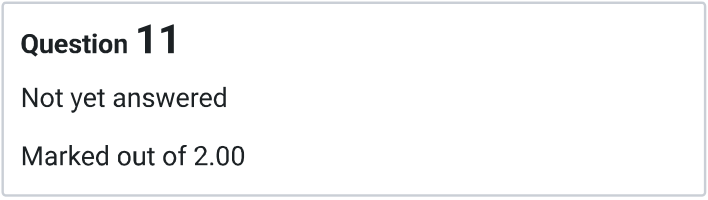 Question 11
Not yet answered
Marked out of 2.00